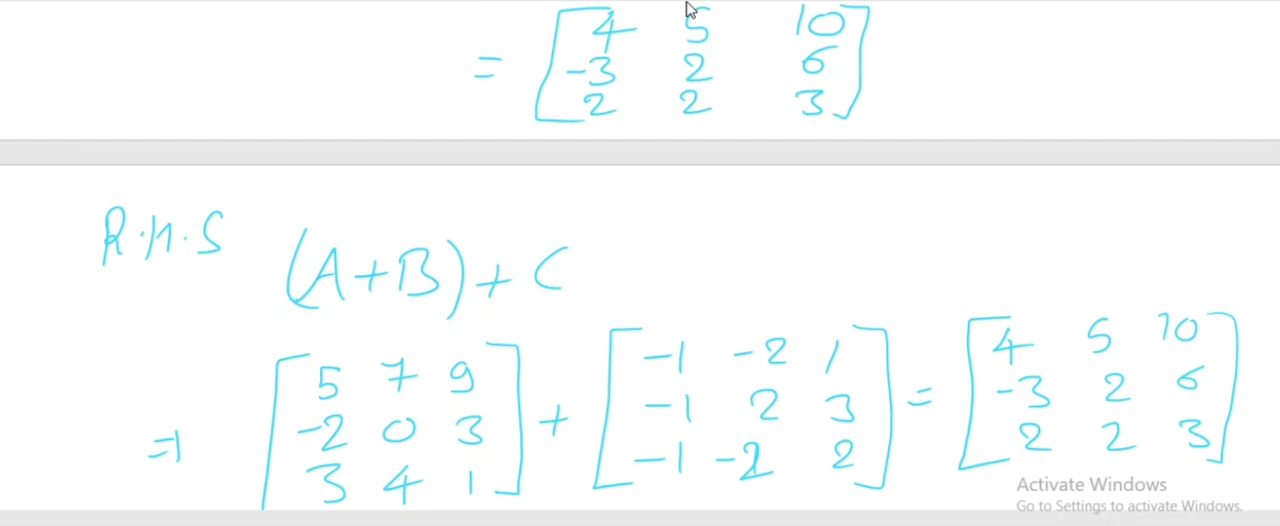 4 5 10
= -3 2 6
2 2 3
R.H.S
(A+B)+C
5 7 9 -1 -2 1 4 5 10
⇒ -2 0 3 + -1 2 3 = -3 2 6
3 4 1 -1 -2 2 2 2 3
Activate Windows
Go to Settings to activate Windows.